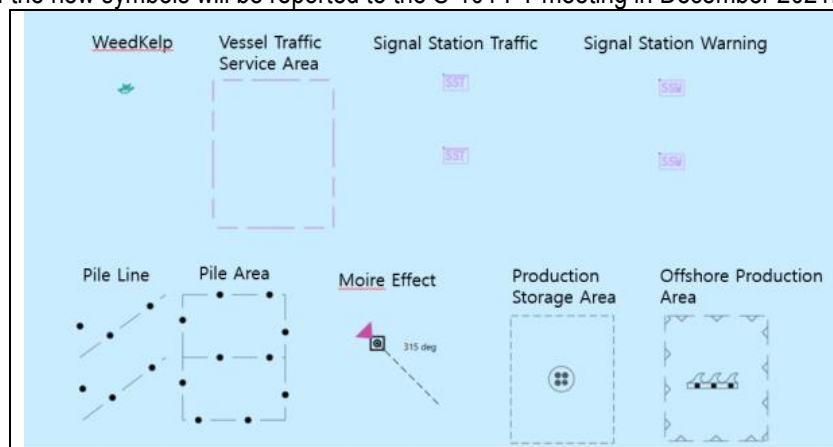 the new symbols will be reported to the S-101PT meeting in December 2021.
WeedKelp
Vessel Traffic
Service Area
Signal Station Traffic
Signal Station Warning
SST
SSW
SST
SSW
Pile Line
Pile Area
Moire Effect
Production
Storage Area
Offshore Production
Area
315 deg